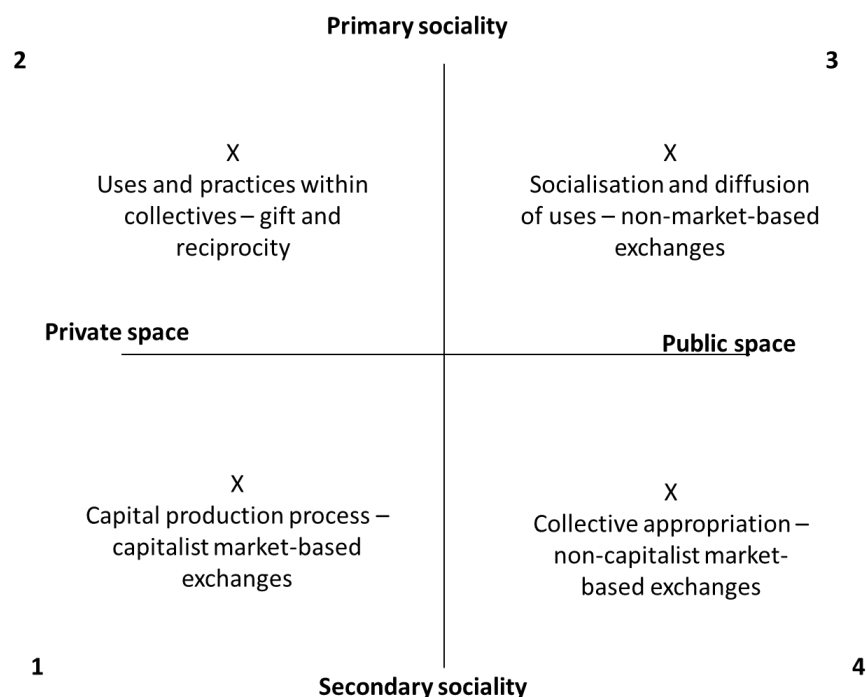 Primary sociality
2
3
X
Uses and practices within
collectives – gift and
reciprocity
X
Socialisation and diffusion
of uses – non-market-based
exchanges
Private space
Public space
X
Capital production process –
capitalist market-based
exchanges
X
Collective appropriation –
non-capitalist market-
based exchanges
1
4
Secondary sociality